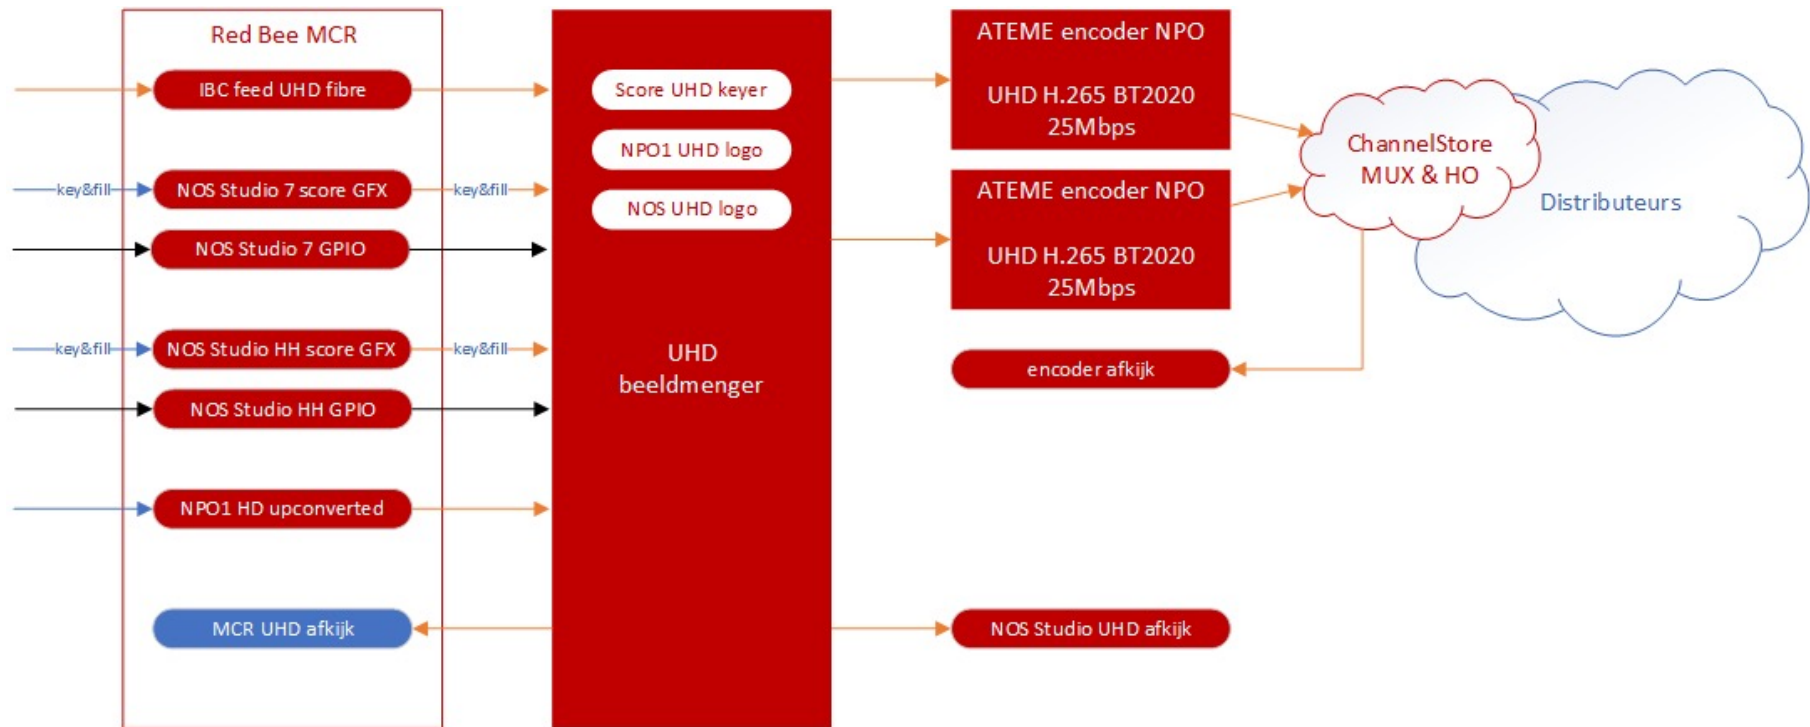 Red Bee MCR
IBC feed UHD fibre
key&fill
NOS Studio 7 score GFX
key&fill
NOS Studio 7 GPIO
key&fill
NOS Studio HH score GFX
key&fill
NOS Studio HH GPIO
NPO1 HD upconverted
MCR UHD afkijk
Score UHD keyer
NPO1 UHD logo
NOS UHD logo
UHD
beeldmenger
ATEME encoder NPO
UHD H.265 BT2020
25Mbps
ATEME encoder NPO
UHD H.265 BT2020
25Mbps
encoder afkijk
NOS Studio UHD afkijk
ChannelStore
MUX & HO
Distributeurs